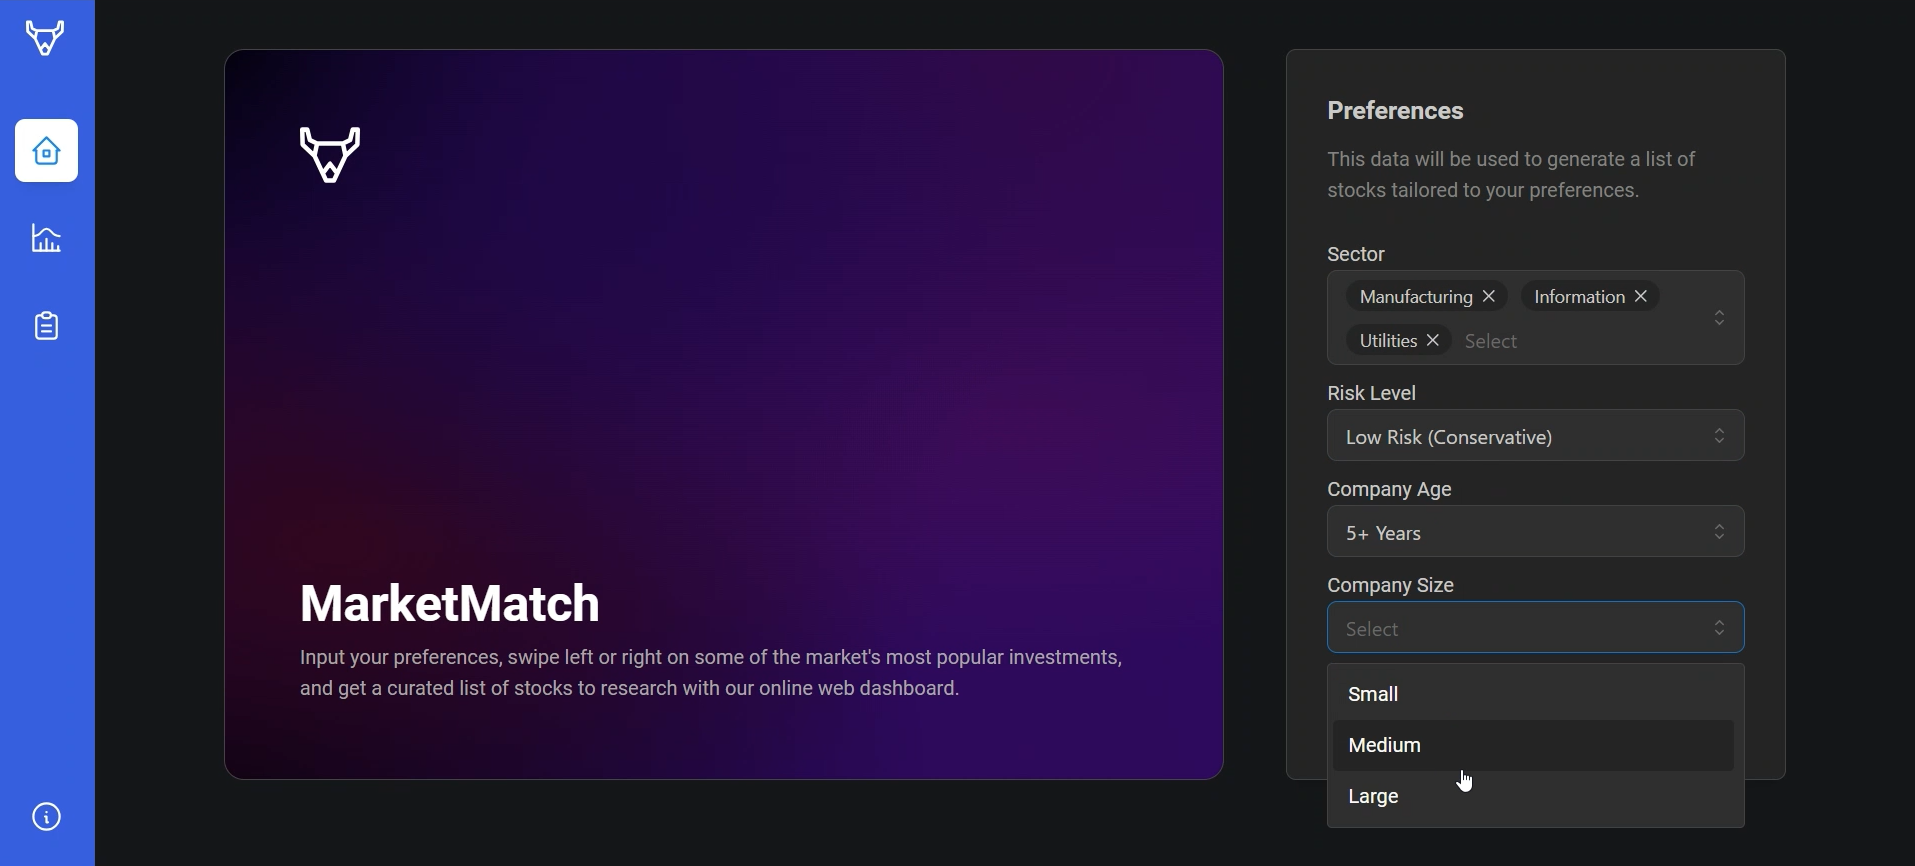 MarketMatch
Input your preferences, swipe left or right on some of the market's most popular investments,
and get a curated list of stocks to research with our online web dashboard.
Preferences
This data will be used to generate a list of
stocks tailored to your preferences.
Sector
Manufacturing Information
Utilities Select
Risk Level
Low Risk (Conservative)
Company Age
5+ Years
Company Size
Select
Small
Medium
Large